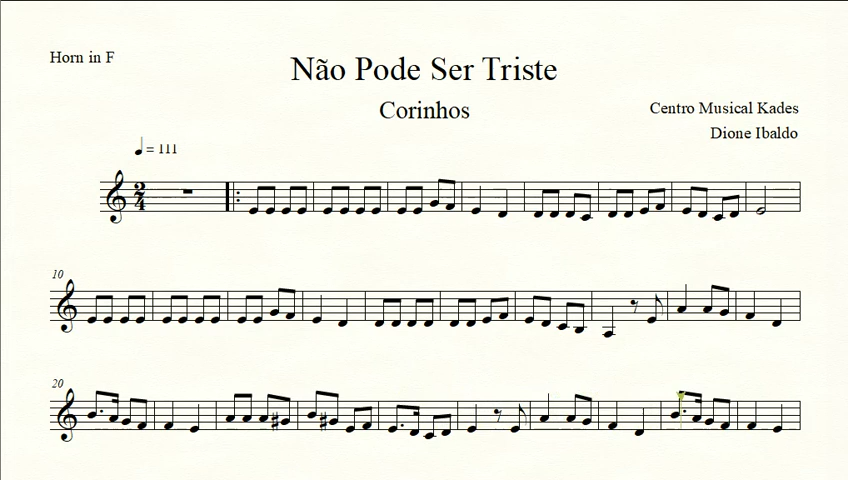 Horn in F
Não Pode Ser Triste
Corinhos
Centro Musical Kades
Dione Ibaldo
= 111
2
4
10
20